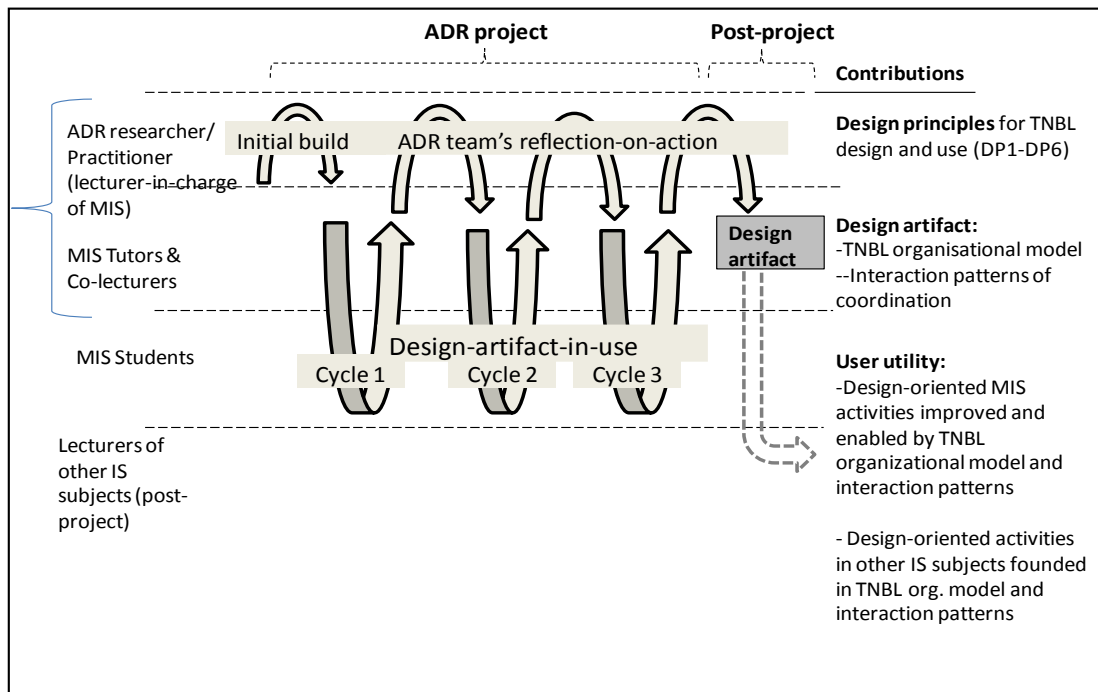 ADR project
Post-project
Contributions
ADR researcher/
Practitioner
(lecturer-in-charge
of MIS)
MIS Tutors &
Co-lecturers
MIS Students
Lecturers of
other IS
subjects (post-
project)
Initial build
ADR team's reflection-on-action
Design
artifact
Design-artifact-in-use
Cycle 1
Cycle 2
Cycle 3
Design principles for TNBL
design and use (DP1-DP6)
Design artifact:
-TNBL organisational model
--Interaction patterns of
coordination
User utility:
-Design-oriented MIS
activities improved and
enabled by TNBL
organizational model and
interaction patterns
- Design-oriented activities
in other IS subjects founded
in TNBL org. model and
interaction patterns